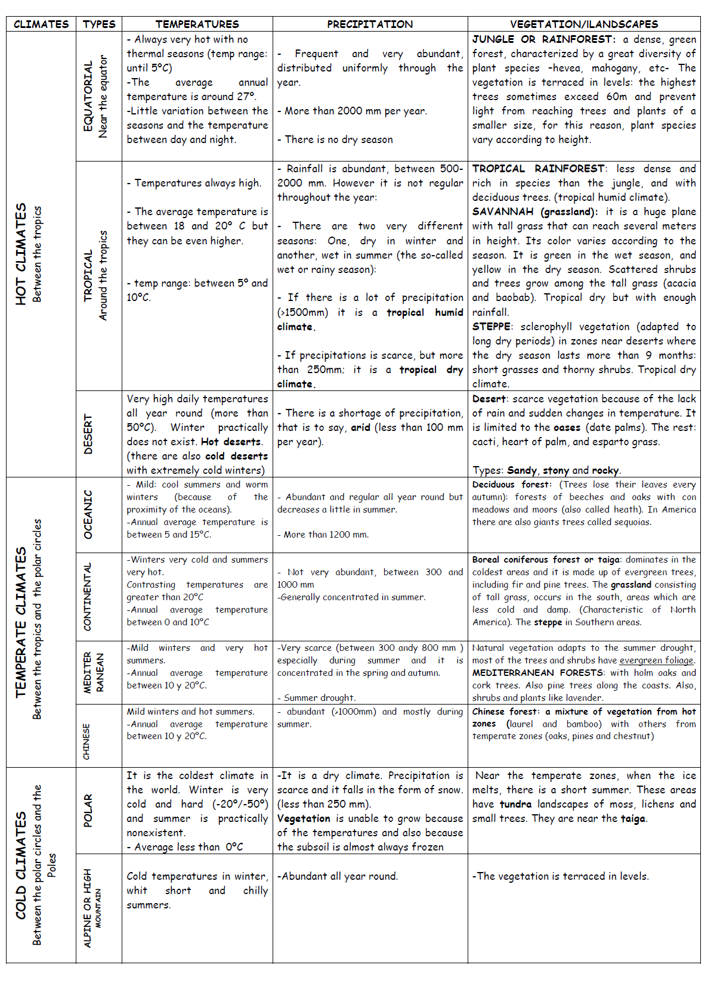 CLIMATES TYPES TEMPERATURES PRECIPITATION VEGETATION/lLANDSCAPES
HOT CLIMATES
Between the tropics
EQUATORIAL
Near the equator
- Always very hot with no
thermal seasons (temp range:
until 5ºC)
-The average annual
temperature is around 27º.
-Little variation between the
seasons and the temperature
between day and night.
- Frequent and very abundant,
distributed uniformly through the
year.
- More than 2000 mm per year.
- There is no dry season
JUNGLE OR RAINFOREST: a dense, green
forest, characterized by a great diversity of
plant species –hevea, mahogany, etc- The
vegetation is terraced in levels: the highest
trees sometimes exceed 60m and prevent
light from reaching trees and plants of a
smaller size, for this reason, plant species
vary according to height.
TROPICAL
Around the tropics
- Temperatures always high.
- The average temperature is
between 18 and 20º C but
they can be even higher.
- temp range: between 5º and
10ºC.
- Rainfall is abundant, between 500-
2000 mm. However it is not regular
throughout the year:
- There are two very different
seasons: One, dry in winter and
another, wet in summer (the so-called
wet or rainy season):
- If there is a lot of precipitation
(>1500mm) it is a tropical humid
climate.
- If precipitations is scarce, but more
than 250mm; it is a tropical dry
climate.
TROPICAL RAINFOREST: less dense and
rich in species than the jungle, and with
deciduous trees. (tropical humid climate).
SAVANNAH (grassland): it is a huge plane
with tall grass that can reach several meters
in height. Its color varies according to the
season. It is green in the wet season, and
yellow in the dry season. Scattered shrubs
and trees grow among the tall grass (acacia
and baobab). Tropical dry but with enough
rainfall.
STEPPE: sclerophyll vegetation (adapted to
long dry periods) in zones near deserts where
the dry season lasts more than 9 months:
short grasses and thorny shrubs. Tropical dry
climate.
DESERT
Very high daily temperatures
all year round (more than
50ºC). Winter practically
does not exist. Hot deserts.
(there are also cold deserts
with extremely cold winters)
- There is a shortage of precipitation,
that is to say, arid (less than 100 mm
per year).
Desert: scarce vegetation because of the lack
of rain and sudden changes in temperature. It
is limited to the oases (date palms). The rest:
cacti, heart of palm, and esparto grass.
Types: Sandy, stony and rocky.
TEMPERATE CLIMATES
Between the tropics and the polar circles
OCEANIC
- Mild: cool summers and worm
winters (because of the
proximity of the oceans).
-Annual average temperature is
between 5 and 15ºC.
- Abundant and regular all year round but
decreases a little in summer.
- More than 1200 mm.
Deciduous forest: (Trees lose their leaves every
autumn): forests of beeches and oaks with con
meadows and moors (also called heath). In America
there are also giants trees called sequoias.
CONTINENTAL
-Winters very cold and summers
very hot.
Contrasting temperatures are
greater than 20ºC
-Annual average temperature
between 0 and 10ºC
- Not very abundant, between 300 and
1000 mm
-Generally concentrated in summer.
Boreal coniferous forest or taiga: dominates in the
coldest areas and it is made up of evergreen trees,
including fir and pine trees. The grassland consisting
of tall grass, occurs in the south, areas which are
less cold and damp. (Characteristic of North
America). The steppe in Southern areas.
MEDITER
RANEAN
-Mild winters and very hot
summers.
-Annual average temperature
between 10 y 20ºC.
-Very scarce (between 300 andy 800 mm )
especially during summer and it is
concentrated in the spring and autumn.
- Summer drought.
Natural vegetation adapts to the summer drought,
most of the trees and shrubs have evergreen foliage.
MEDITERRANEAN FORESTS: with holm oaks and
cork trees. Also pine trees along the coasts. Also,
shrubs and plants like lavender.
CHINESE
Mild winters and hot summers.
-Annual average temperature
between 10 y 20ºC.
- abundant (>1000mm) and mostly during
summer.
Chinese forest: a mixture of vegetation from hot
zones (laurel and bamboo) with others from
temperate zones (oaks, pines and chestnut)
COLD CLIMATES
Between the polar circles and the
Poles
POLAR
It is the coldest climate in
the world. Winter is very
cold and hard (-20º/-50º)
and summer is practically
nonexistent.
- Average less than 0ºC
-It is a dry climate. Precipitation is
scarce and it falls in the form of snow.
(less than 250 mm).
Vegetation is unable to grow because
of the temperatures and also because
the subsoil is almost always frozen
Near the temperate zones, when the ice
melts, there is a short summer. These areas
have tundra landscapes of moss, lichens and
small trees. They are near the taiga.
ALPINE OR HIGH
MOUNTAIN
Cold temperatures in winter,
whit short and chilly
summers.
-Abundant all year round.
-The vegetation is terraced in levels.